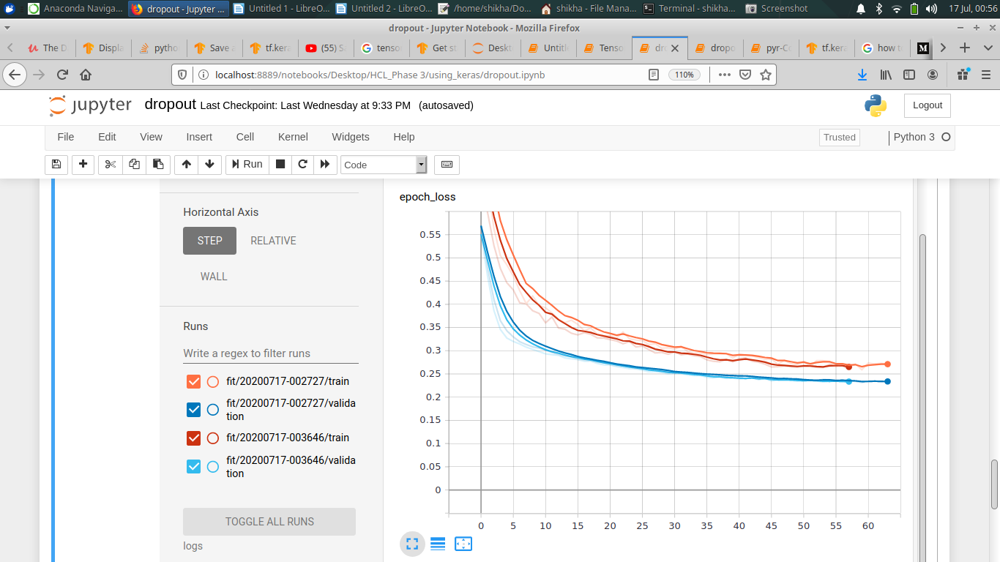 Anaconda Naviga...
dropout - Jupyter ...
Untitled 1 - LibreO...
Untitled 2 - LibreO...
/home/shikha/Do...
shikha - File Mana...
Terminal - shikha...
Screenshot
17 Jul, 00:56
dropout - Jupyter Notebook - Mozilla Firefox
The D
Displa
pytho
Save
tf.kera
(55) S
tenso
Get st
Deskt
Untitl
Tenso
dropo
pyr-C
tf.kera
how t
localhost:8889/notebooks/Desktop/HCL_Phase 3/using_keras/dropout.ipynb
110%
jupyter dropout Last Checkpoint: Last Wednesday at 9:33 PM (autosaved)
Logout
File Edit View Insert Cell Kernel Widgets Help
Trusted
Python 3
Run
Code
Horizontal Axis
STEP RELATIVE
WALL
Runs
Write a regex to filter runs
fit/20200717-002727/train
fit/20200717-002727/valida
tion
fit/20200717-003646/train
fit/20200717-003646/valida
tion
TOGGLE ALL RUNS
logs
epoch_loss
0.55
0.5
0.45
0.4
0.35
0.3
0.25
0.2
0.15
0.1
0.05
0
0 5 10 15 20 25 30 35 40 45 50 55 60